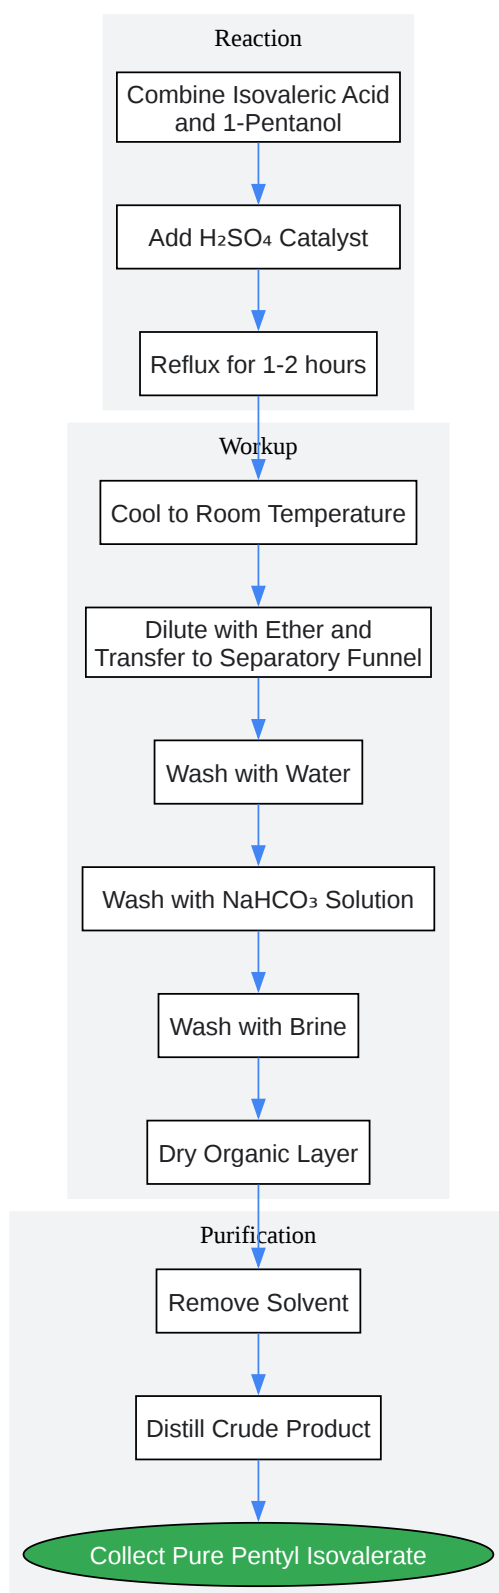 Reaction
Combine Isovaleric Acid
and 1-Pentanol
Add H₂SO₄ Catalyst
Reflux for 1-2 hours
Workup
Cool to Room Temperature
Dilute with Ether and
Transfer to Separatory Funnel
Wash with Water
Wash with NaHCO₃ Solution
Wash with Brine
Dry Organic Layer
Purification
Remove Solvent
Distill Crude Product
Collect Pure Pentyl Isovalerate